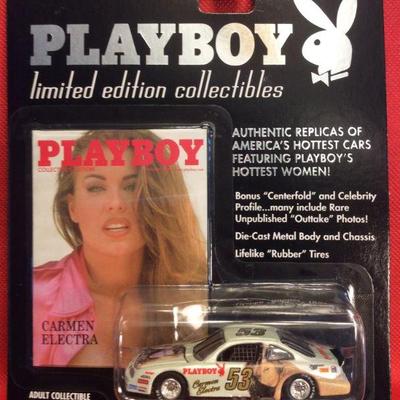 PLAYBOY
limited edition collectibles
PLAYBOY
CARMEN
ELECTRA
AUTHENTIC REPLICAS OF
AMERICA'S HOTTEST CARS
FEATURING PLAYBOY'S
HOTTEST WOMEN!
Bonus "Centerfold" and Celebrity
Profile...many include Rare
Unpublished "Outtake" Photos!
Die-Cast Metal Body and Chassis
Lifelike "Rubber" Tires
53
PLAYBOY
Carmen
Electra
53
ADULT COLLECTIBLE